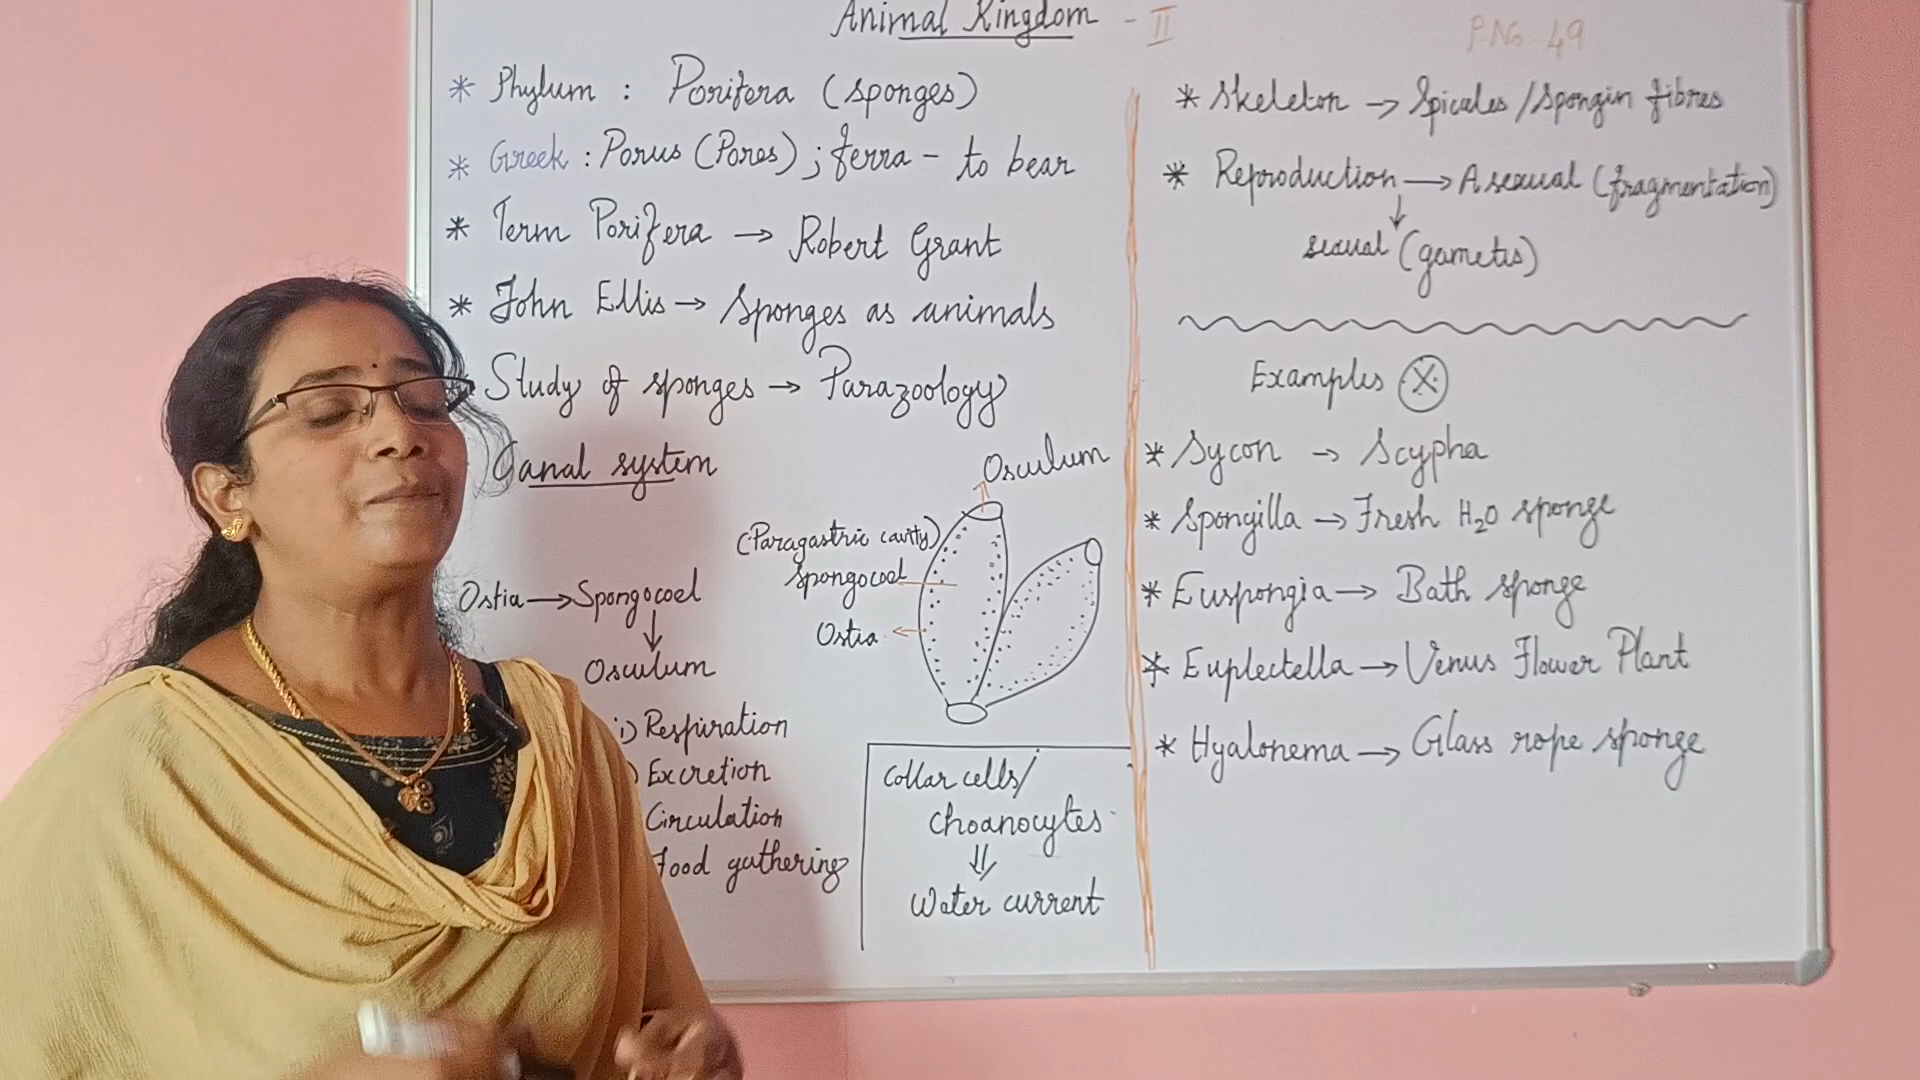 Animal Kingdom - II
P.No. 49
* Phylum : Porifera (sponges)
* Greek : Porus (Pores) ; ferra - to bear
* Term Porifera → Robert Grant
* John Ellis → Sponges as animals
Study of sponges → Parazoology
Canal system
Ostia → Spongocoel
↓
Osculum
i) Respiration
) Excretion
Circulation
Food gathering
Osculum
(Paragastric cavity)
spongocoel
Ostia
Collar cells/
choanocytes
⇓
Water current
* Skeleton → Spicules / Spongin fibres
* Reproduction → Asexual (fragmentation)
↓
sexual (gametes)
Examples
* Sycon → Scypha
* Spongilla → Fresh H2O sponge
* Euspongia → Bath sponge
* Euplectella → Venus Flower Plant
* Hyalonema → Glass rope sponge